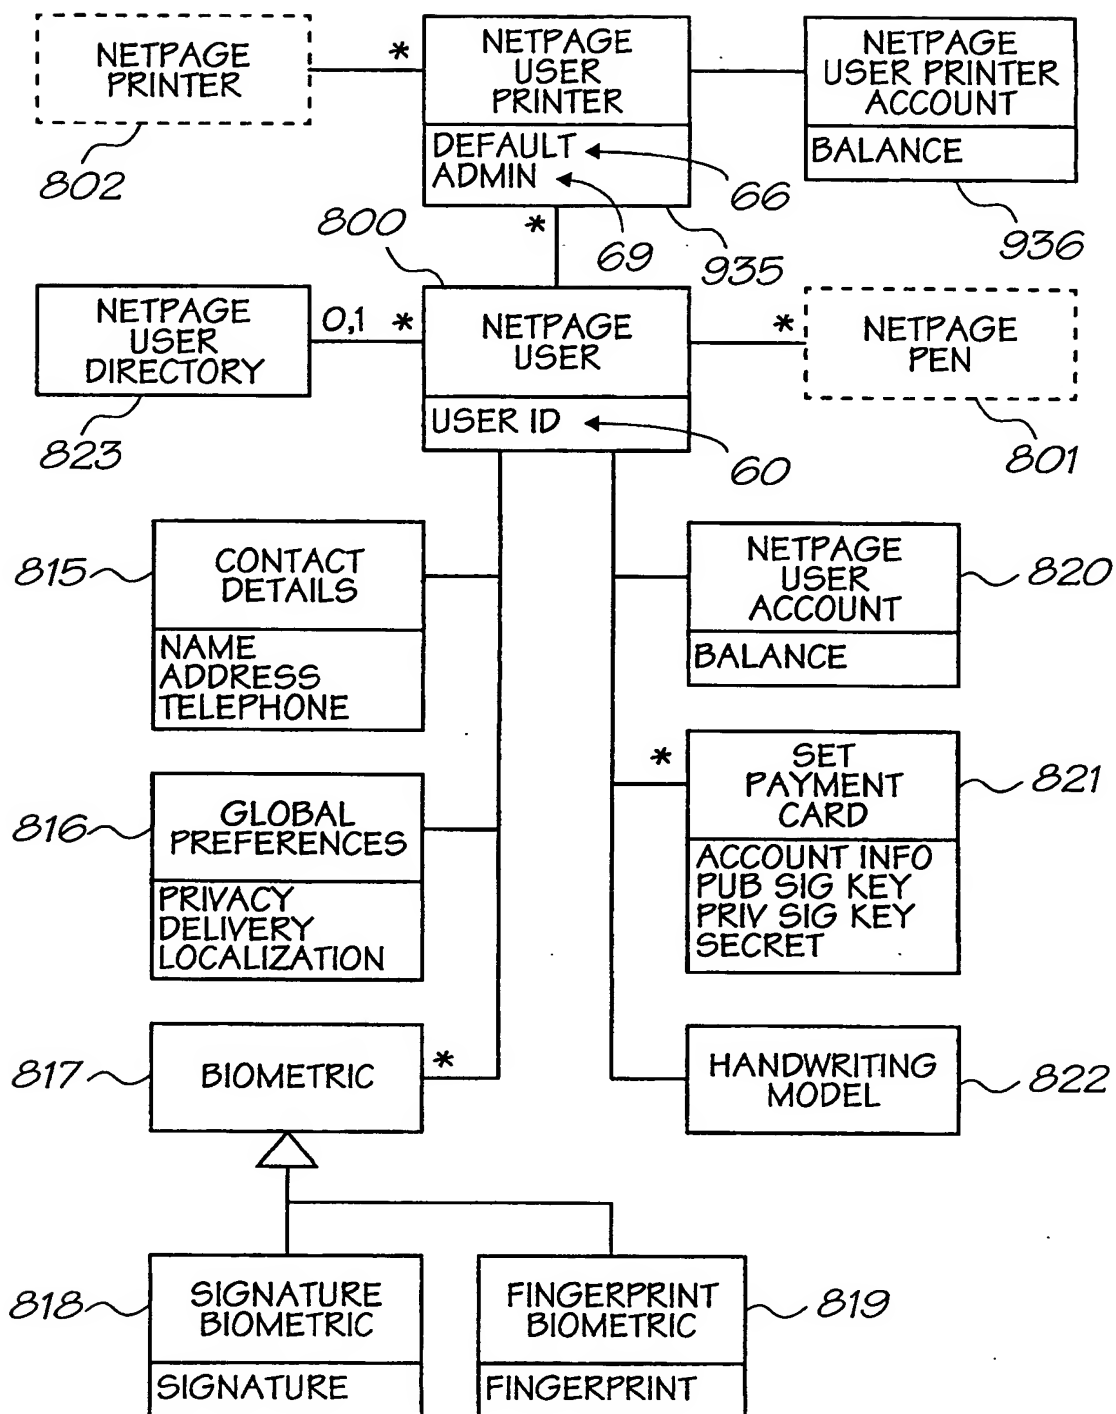 NETPAGE
PRINTER
802
*
NETPAGE
USER
PRINTER
DEFAULT
ADMIN
66
69
935
*
NETPAGE
USER PRINTER
ACCOUNT
BALANCE
936
800
NETPAGE
USER
DIRECTORY
823
0,1 *
NETPAGE
USER
USER ID
60
*
NETPAGE
PEN
801
815
CONTACT
DETAILS
NAME
ADDRESS
TELEPHONE
NETPAGE
USER
ACCOUNT
BALANCE
820
816
GLOBAL
PREFERENCES
PRIVACY
DELIVERY
LOCALIZATION
*
SET
PAYMENT
CARD
ACCOUNT INFO
PUB SIG KEY
PRIV SIG KEY
SECRET
821
817
BIOMETRIC
*
HANDWRITING
MODEL
822
818
SIGNATURE
BIOMETRIC
SIGNATURE
FINGERPRINT
BIOMETRIC
FINGERPRINT
819